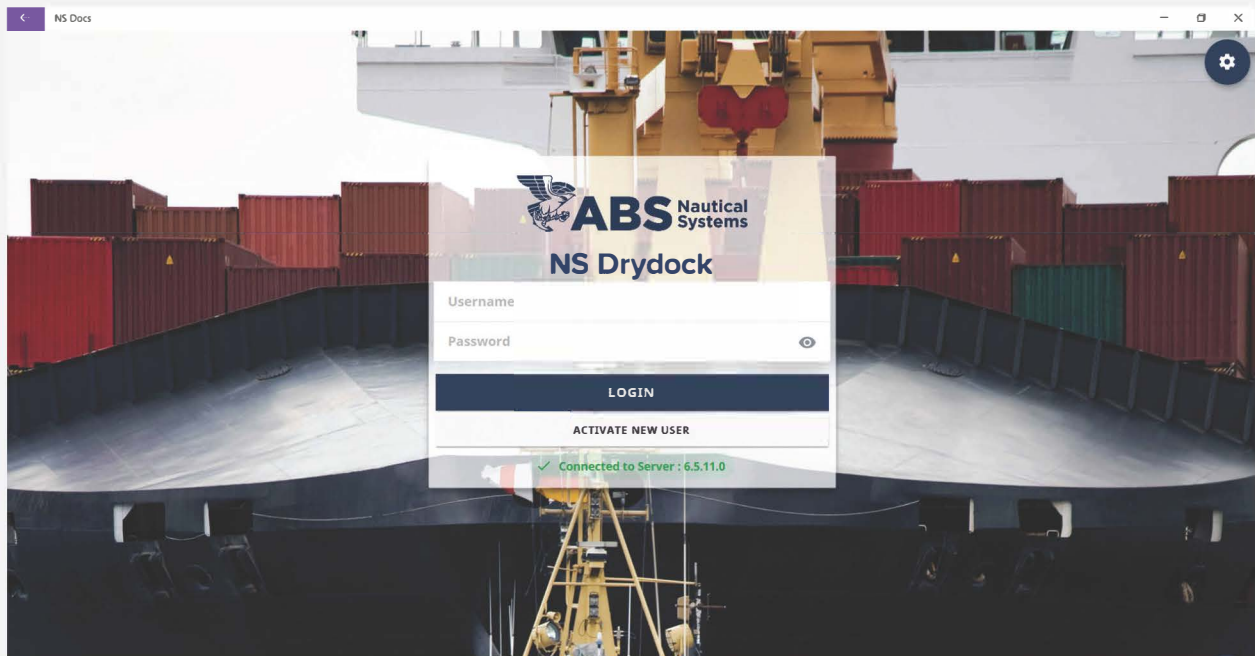 NS Docs
ABS Nautical
Systems
NS Drydock
Username
Password
LOGIN
ACTIVATE NEW USER
Connected to Server : 6.5.11.0